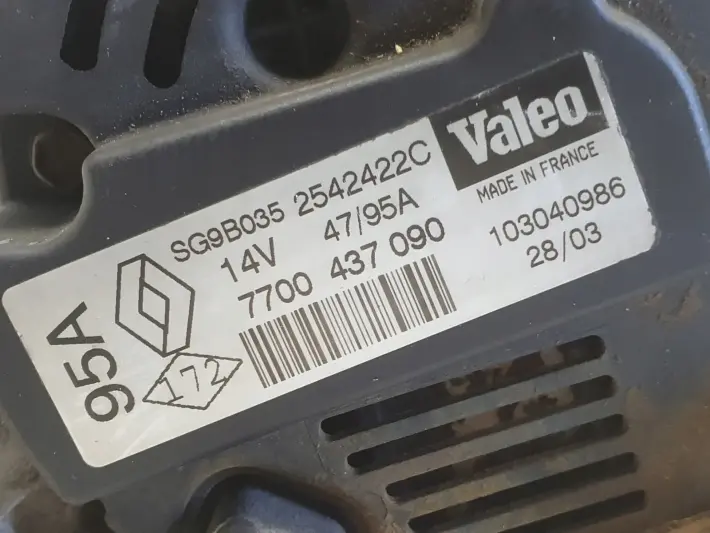 Valeo
MADE IN FRANCE
SG9B035 2542422C
14V 47/95A
7700 437 090
103040986
28/03
95A
172